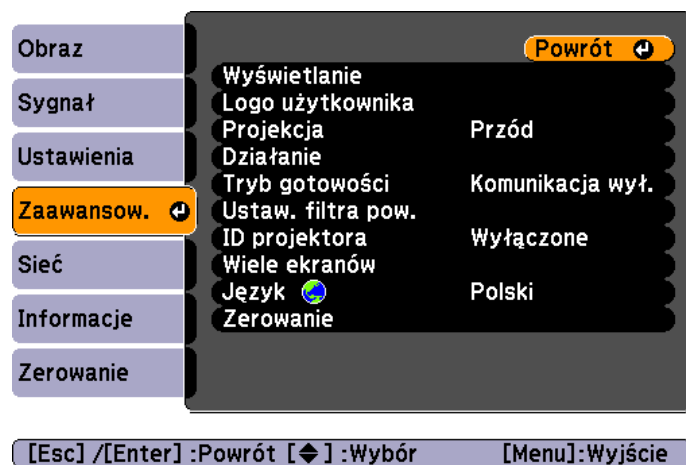 Obraz
Sygnał
Ustawienia
Zaawansow.
Sieć
Informacje
Zerowanie
Powrót
Wyświetlanie
Logo użytkownika
Projekcja Przód
Działanie
Tryb gotowości Komunikacja wył.
Ustaw. filtra pow.
ID projektora Wyłączone
Wiele ekranów
Język Polski
Zerowanie
[Esc] /[Enter] :Powrót [◆] :Wybór [Menu]:Wyjście